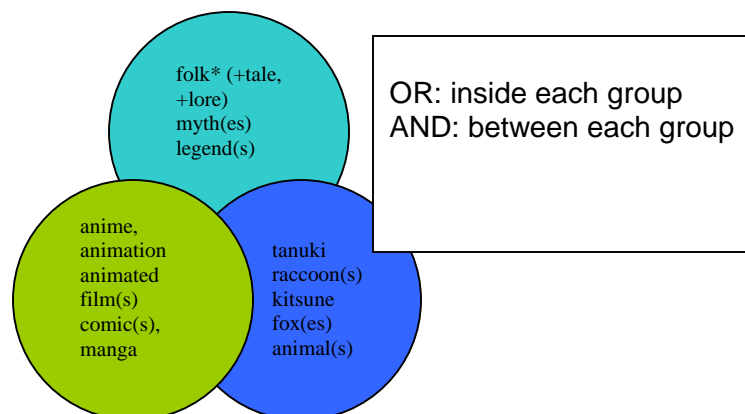 folk* (+tale,
+lore)
myth(es)
legend(s)
OR: inside each group
AND: between each group
anime,
animation
animated
film(s)
comic(s),
manga
tanuki
raccoon(s)
kitsune
fox(es)
animal(s)